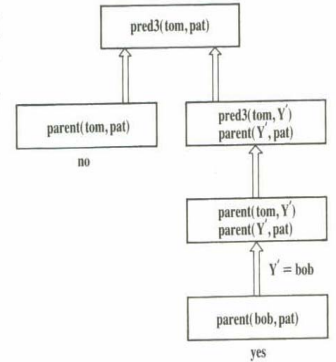 pred3(tom,pat)
parent(tom,pat)
no
pred3(tom,Y')
parent(Y',pat)
parent(tom,Y')
parent(Y',pat)
Y' = bob
parent(bob,pat)
yes